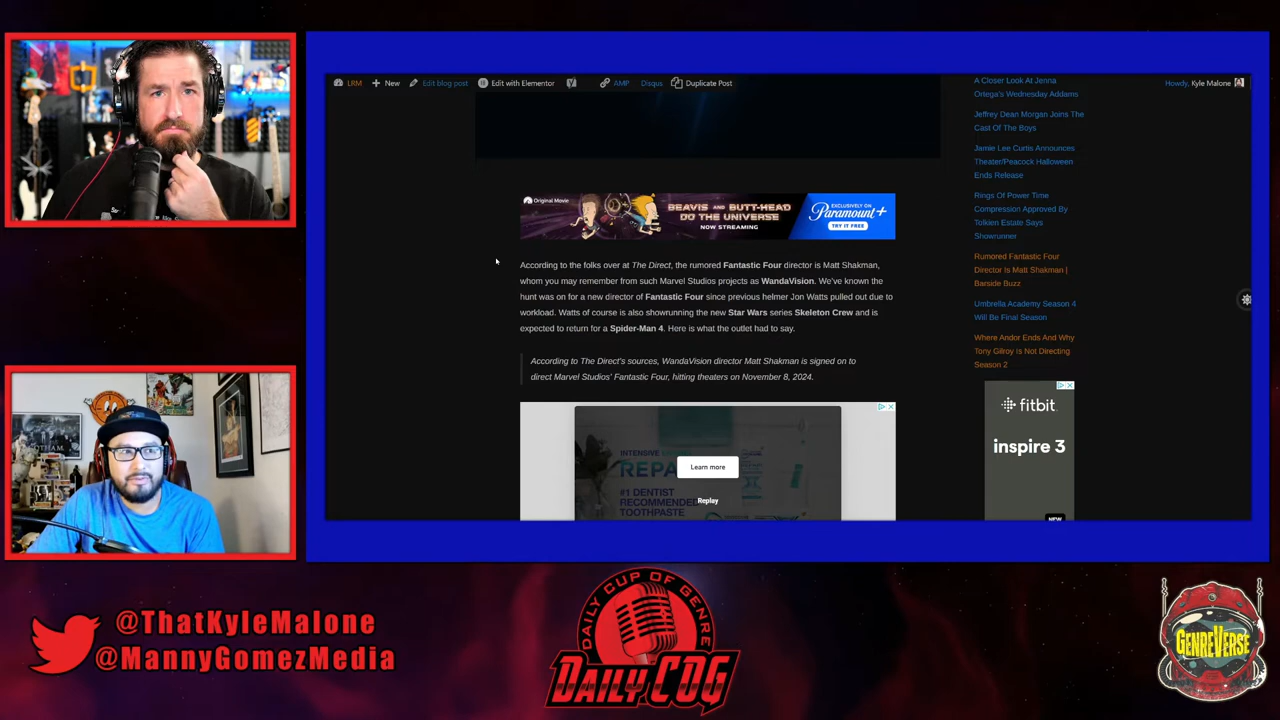 LRM
New
Edit blog post
Edit with Elementor
AMP
Disqus
Duplicate Post
Howdy, Kyle Malone
A Closer Look At Jenna
Ortega's Wednesday Addams
Jeffrey Dean Morgan Joins The
Cast Of The Boys
Jamie Lee Curtis Announces
Theater/Peacock Halloween
Ends Release
Rings Of Power Time
Compression Approved By
Tolkien Estate Says
Showrunner
Rumored Fantastic Four
Director Is Matt Shakman |
Barside Buzz
Umbrella Academy Season 4
Will Be Final Season
Where Andor Ends And Why
Tony Gilroy Is Not Directing
Season 2
Original Movie
BEAVIS AND BUTT-HEAD
DO THE UNIVERSE
NOW STREAMING
EXCLUSIVELY ON
Paramount+
TRY IT FREE
According to the folks over at The Direct, the rumored Fantastic Four director is Matt Shakman,
whom you may remember from such Marvel Studios projects as WandaVision. We've known the
hunt was on for a new director of Fantastic Four since previous helmer Jon Watts pulled out due to
workload. Watts of course is also showrunning the new Star Wars series Skeleton Crew and is
expected to return for a Spider-Man 4. Here is what the outlet had to say.
According to The Direct's sources, WandaVision director Matt Shakman is signed on to
direct Marvel Studios' Fantastic Four, hitting theaters on November 8, 2024.
INTENSIVE
REPA
#1 DENTIST
RECOMMENDED
TOOTHPASTE
Learn more
Replay
fitbit
inspire 3
NEW
GOTHAM
@ThatKyleMalone
@MannyGomezMedia
DAILY CUP OF GENRE
DAILY COG
GENREVERSE